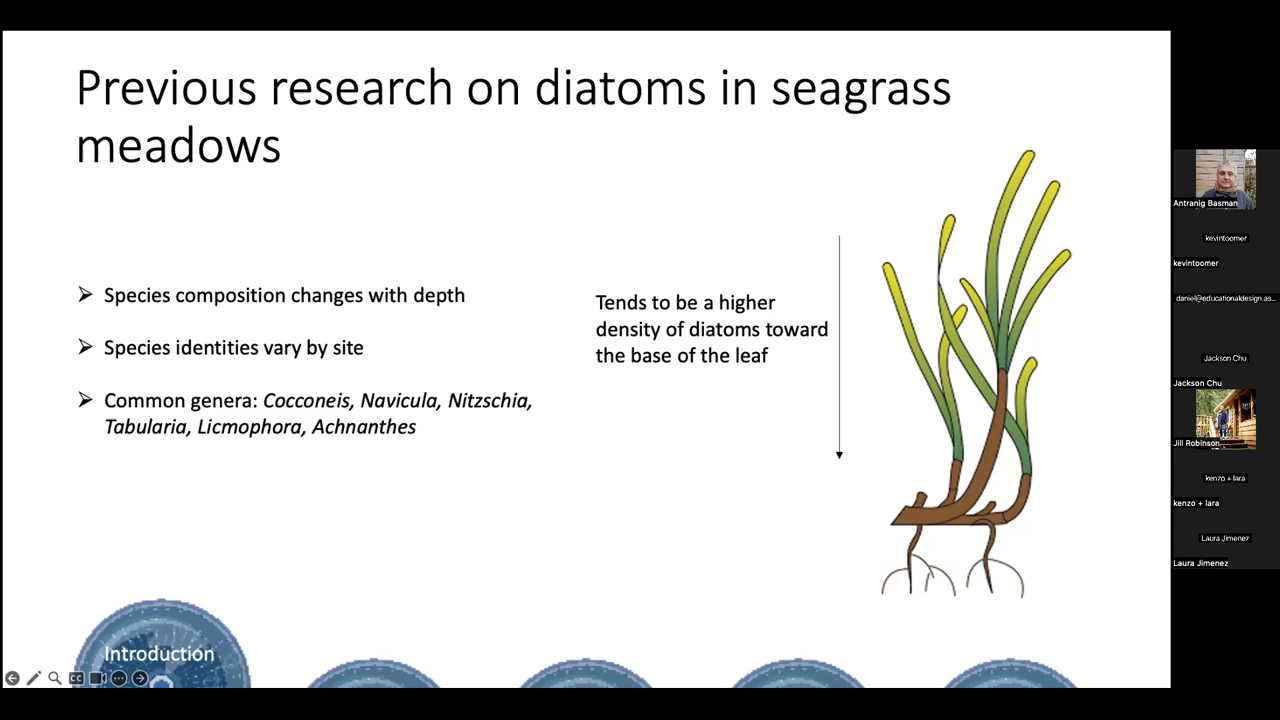 Previous research on diatoms in seagrass
meadows
➢ Species composition changes with depth
➢ Species identities vary by site
➢ Common genera: Cocconeis, Navicula, Nitzschia,
Tabularia, Licmophora, Achnanthes
Tends to be a higher
density of diatoms toward
the base of the leaf
Introduction
CC
Antranig Basman
kevintoomer
kevintoomer
daniel@educationaldesign.as...
Jackson Chu
Jackson Chu
Jill Robinson
kenzo + lara
kenzo + lara
Laura Jimenez
Laura Jimenez